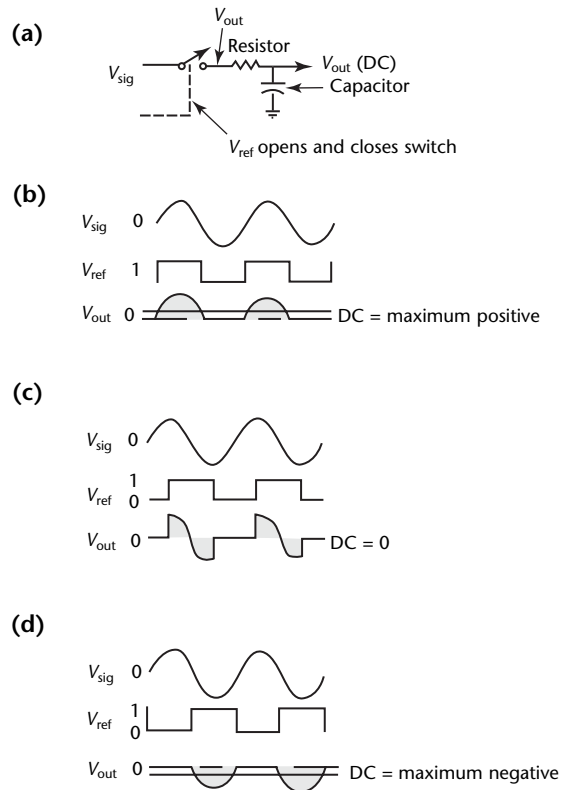 (a)
V_out
Resistor
V_sig
V_out (DC)
Capacitor
V_ref opens and closes switch
(b)
V_sig 0
V_ref 1
V_out 0 DC = maximum positive
(c)
V_sig 0
V_ref 1
0
V_out 0 DC = 0
(d)
V_sig 0
V_ref 1
0
V_out 0 DC = maximum negative